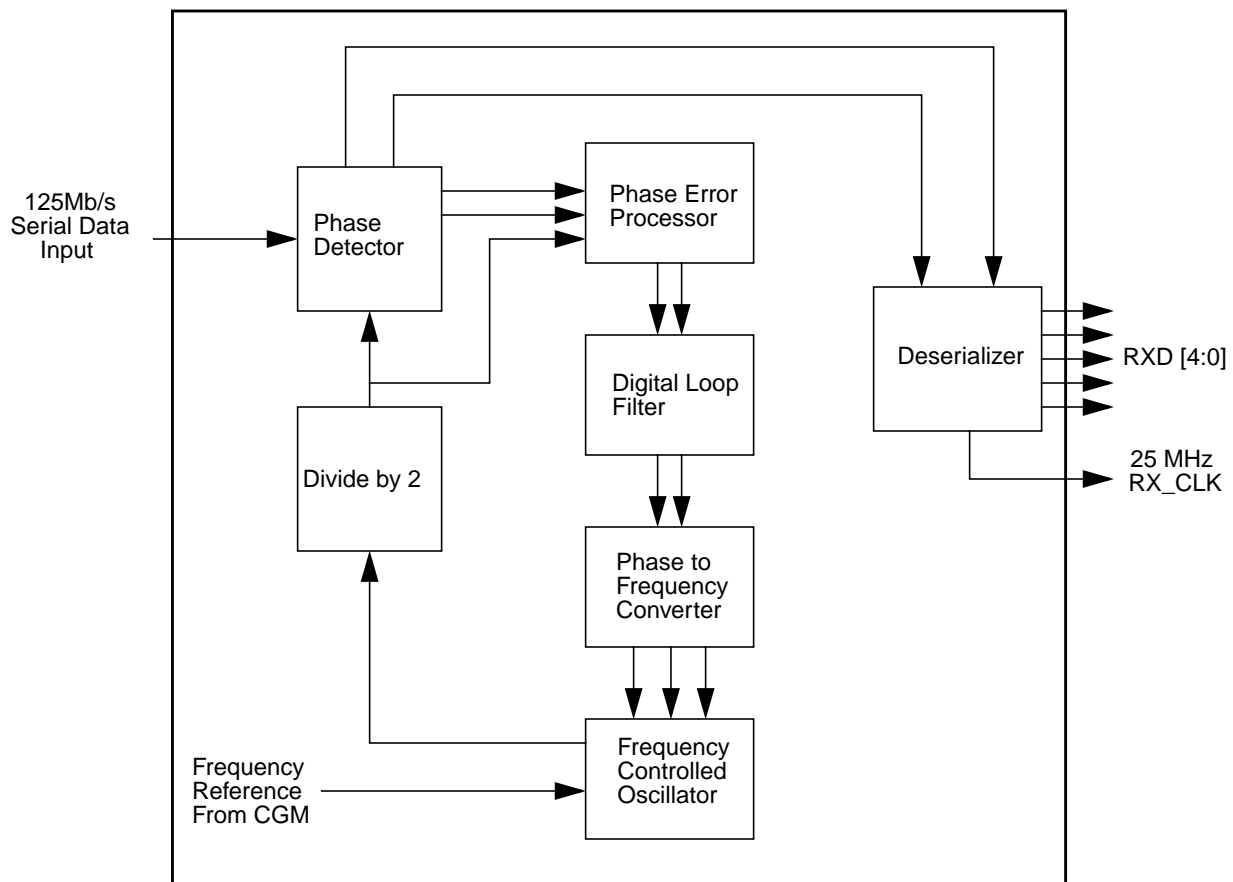 125Mb/s
Serial Data
Input
Phase
Detector
Phase Error
Processor
Deserializer
RXD [4:0]
Digital Loop
Filter
Divide by 2
25 MHz
RX_CLK
Phase to
Frequency
Converter
Frequency
Controlled
Oscillator
Frequency
Reference
From CGM